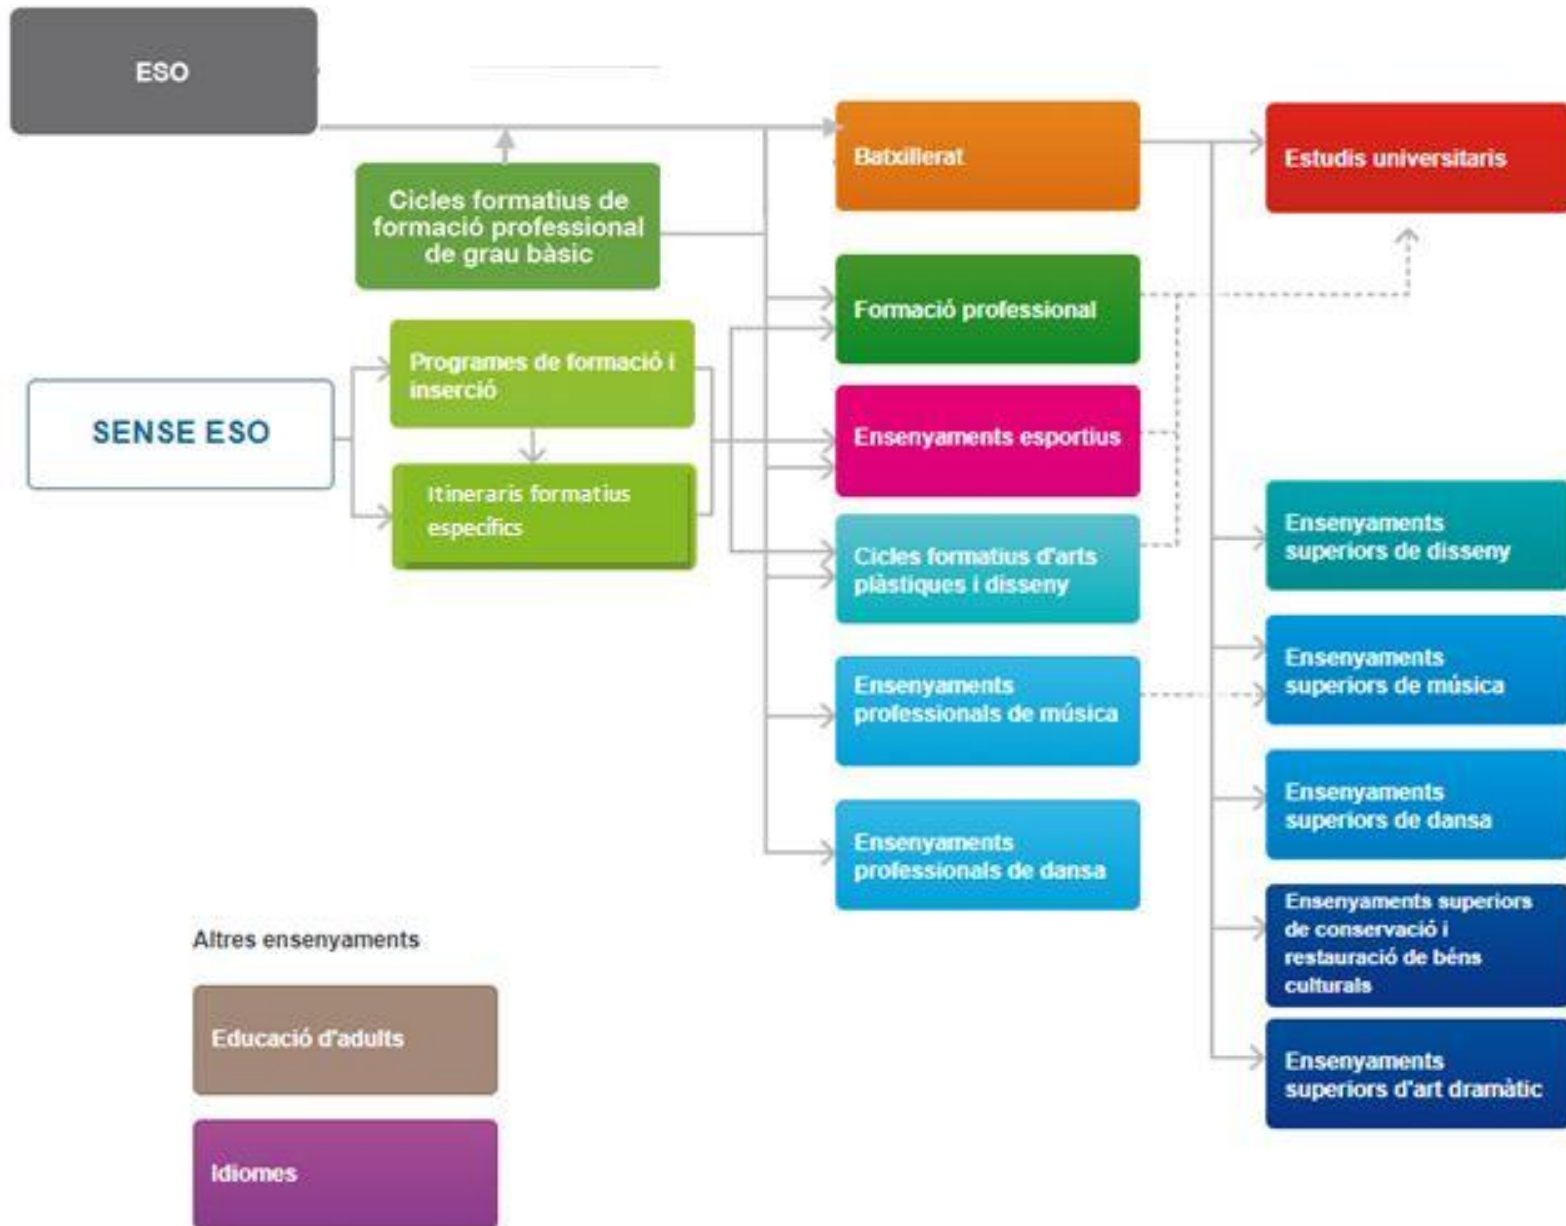 ESO
Cicles formatius de
formació professional
de grau bàsic
SENSE ESO
Programes de formació i
inserció
Itineraris formatius
específics
Batxillerat
Formació professional
Ensenyaments esportius
Cicles formatius d'arts
plàstiques i disseny
Ensenyaments
professionals de música
Ensenyaments
professionals de dansa
Estudis universitaris
Ensenyaments
superiors de disseny
Ensenyaments
superiors de música
Ensenyaments
superiors de dansa
Ensenyaments superiors
de conservació i
restauració de béns
culturals
Ensenyaments
superiors d'art dramàtic
Altres ensenyaments
Educació d'adults
Idiomes